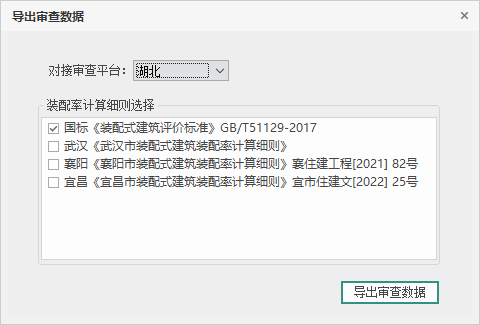 导出审查数据
对接审查平台： 湖北
装配率计算细则选择
国标《装配式建筑评价标准》GB/T51129-2017
武汉《武汉市装配式建筑装配率计算细则》
襄阳《襄阳市装配式建筑装配率计算细则》襄住建工程[2021] 82号
宜昌《宜昌市装配式建筑装配率计算细则》宜市住建文[2022] 25号
导出审查数据